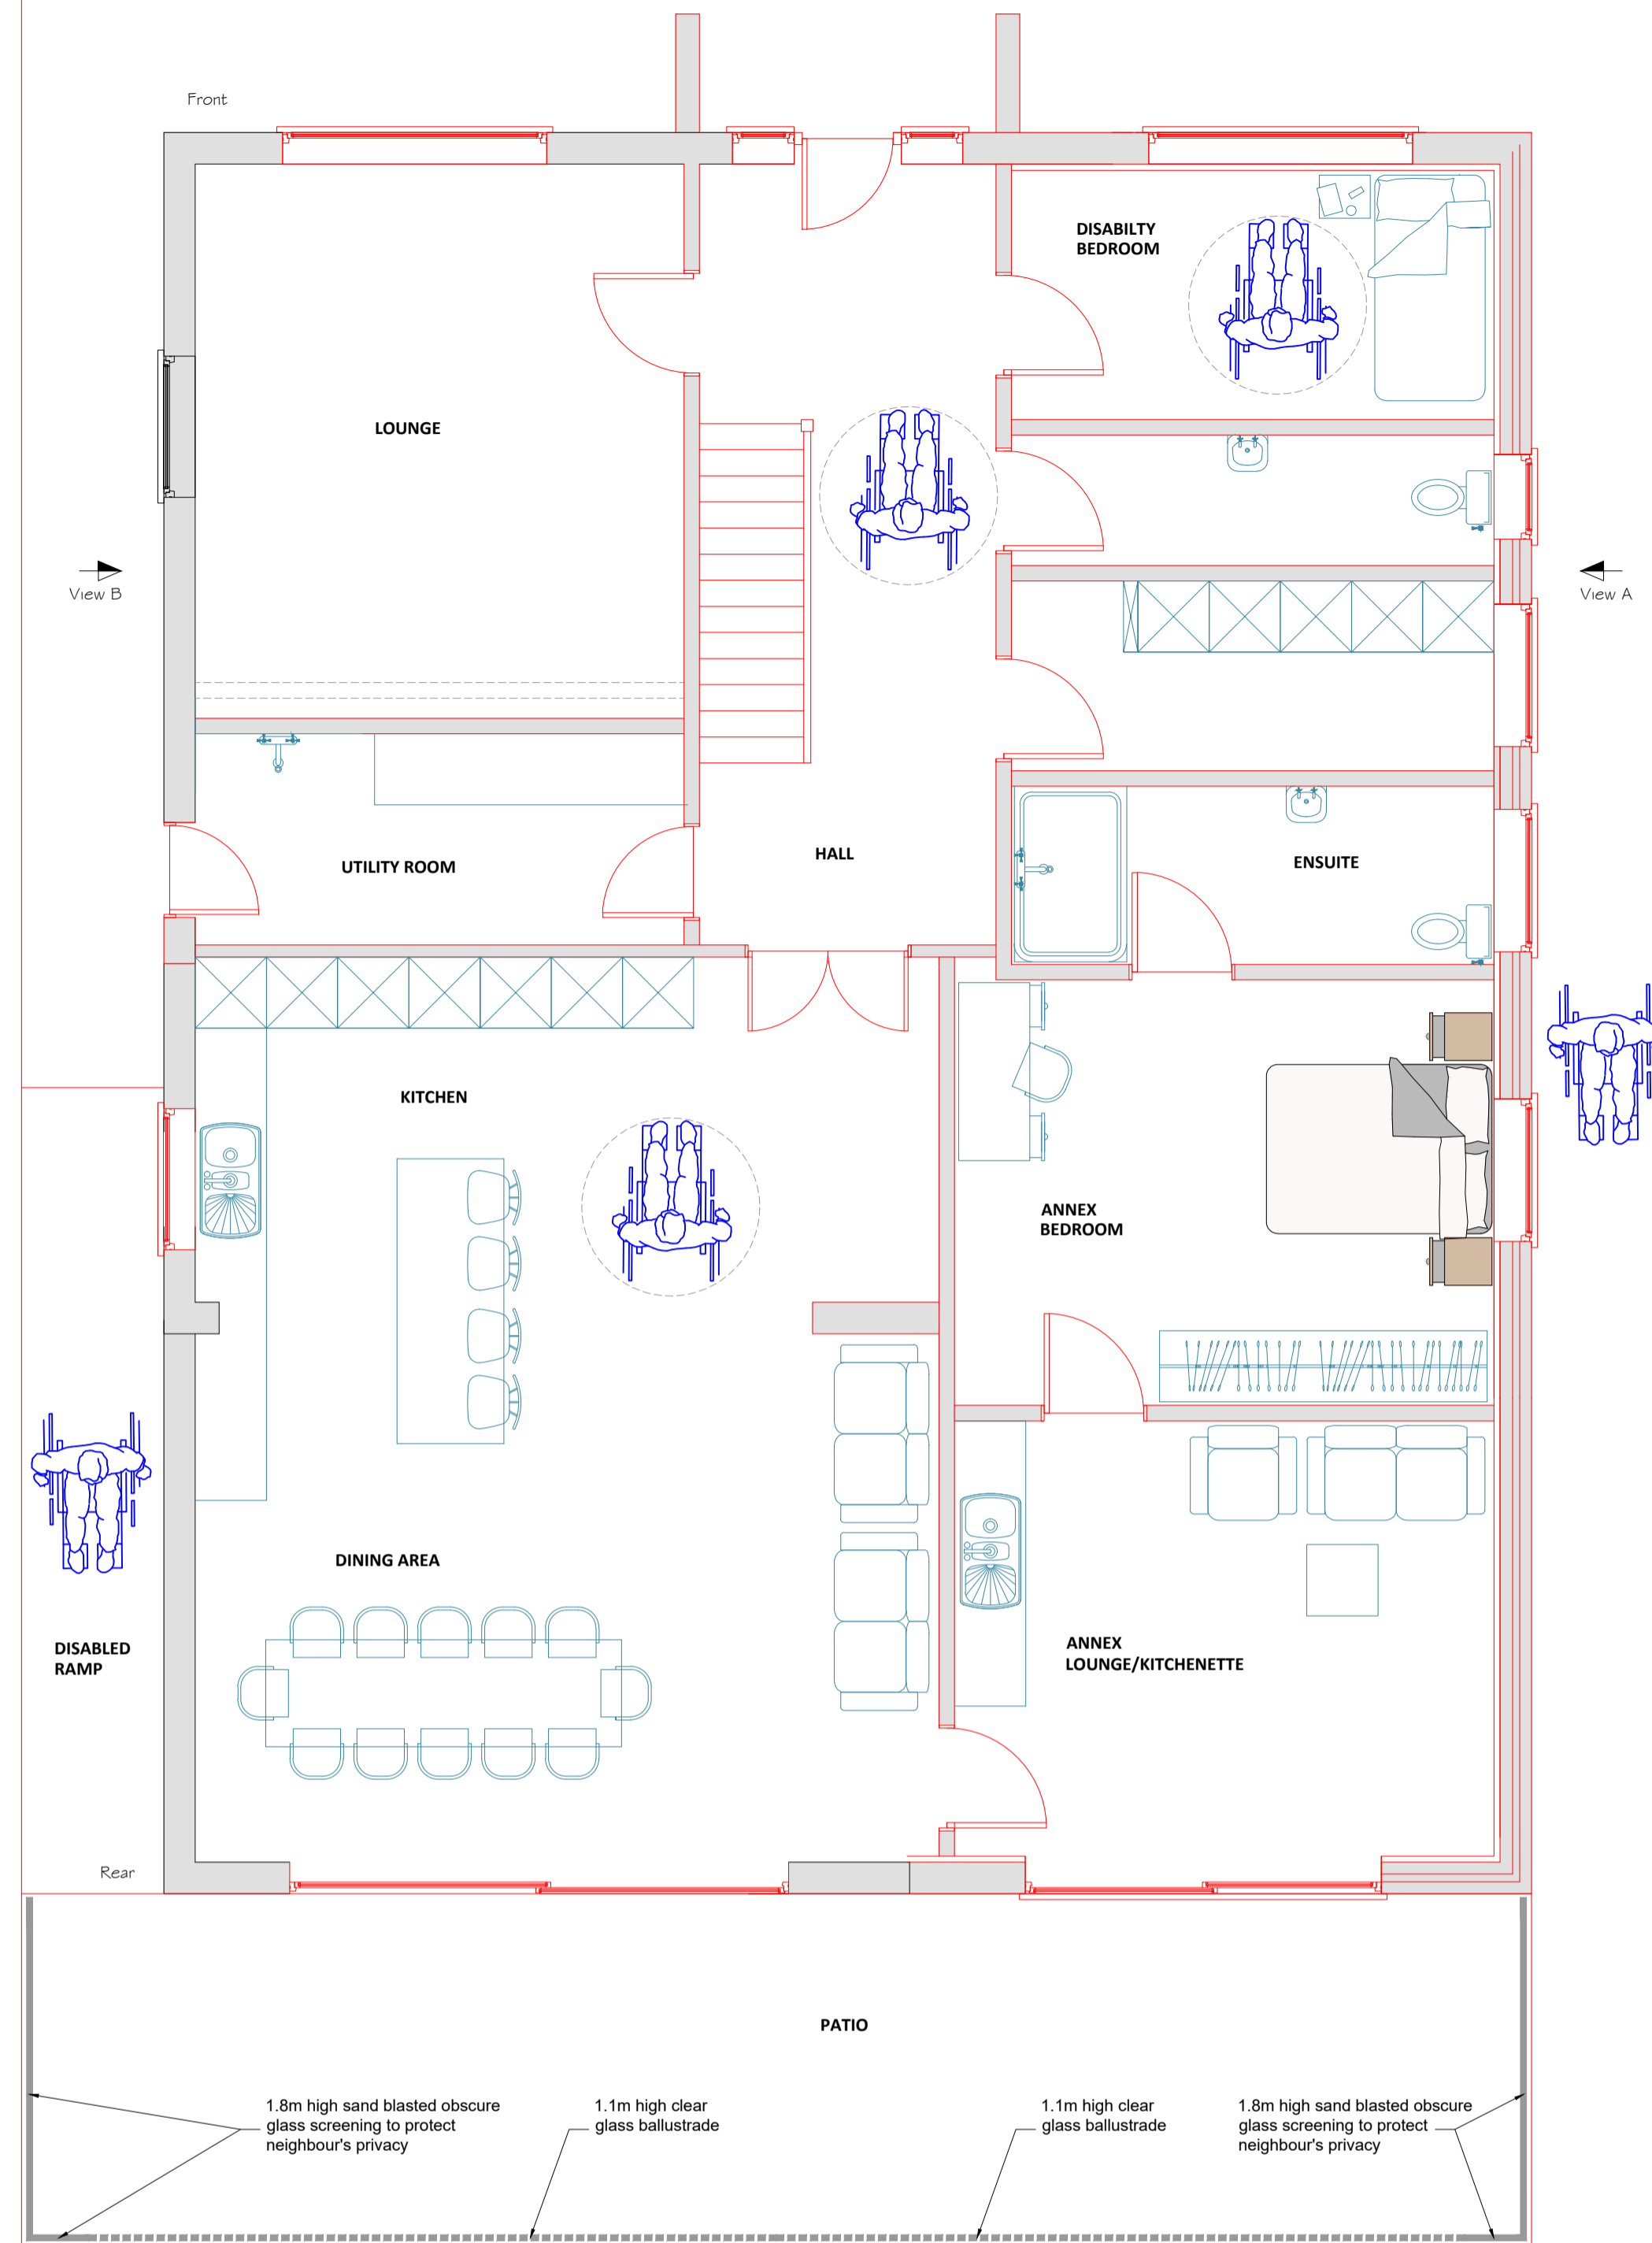 Front
DISABILTY
BEDROOM
LOUNGE
View B
View A
HALL
UTILITY ROOM
ENSUITE
KITCHEN
ANNEX
BEDROOM
DINING AREA
DISABLED
RAMP
ANNEX
LOUNGE/KITCHENETTE
Rear
PATIO
1.8m high sand blasted obscure
glass screening to protect
neighbour's privacy
1.1m high clear
glass ballustrade
1.1m high clear
glass ballustrade
1.8m high sand blasted obscure
glass screening to protect
neighbour's privacy